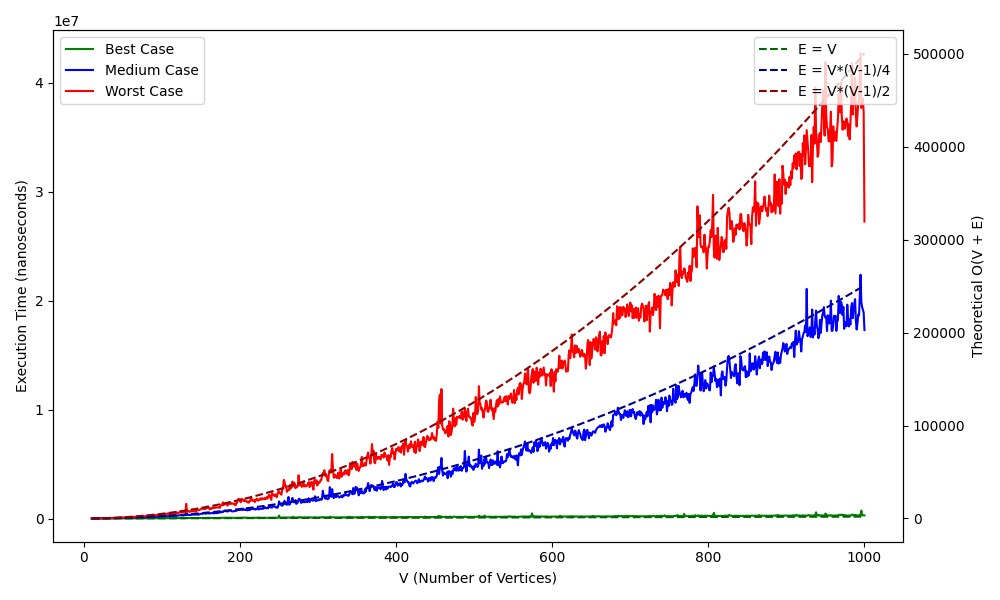 1e7
Best Case
Medium Case
Worst Case
E = V
E = V*(V-1)/4
E = V*(V-1)/2
4
3
2
1
0
500000
400000
300000
200000
100000
0
Execution Time (nanoseconds)
Theoretical O(V + E)
0
200
400
600
800
1000
V (Number of Vertices)